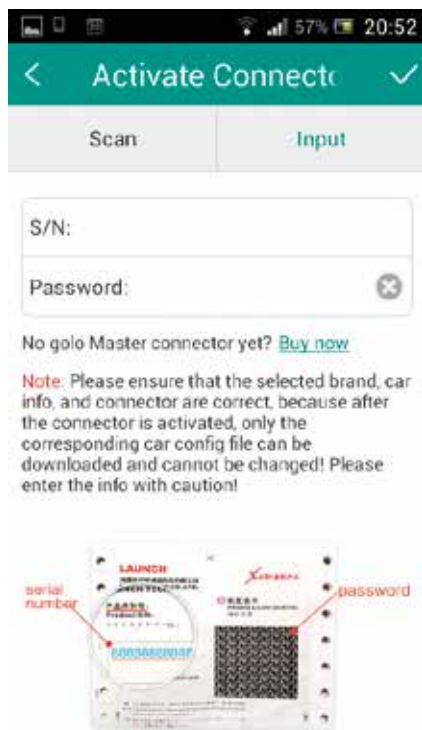 57% 20:52
Activate Connect
Scan Input
S/N:
Password:
No golo Master connector yet? Buy now
Note: Please ensure that the selected brand, car
info, and connector are correct, because after
the connector is activated, only the
corresponding car config file can be
downloaded and cannot be changed! Please
enter the info with caution!
LAUNCH
serial
number
password